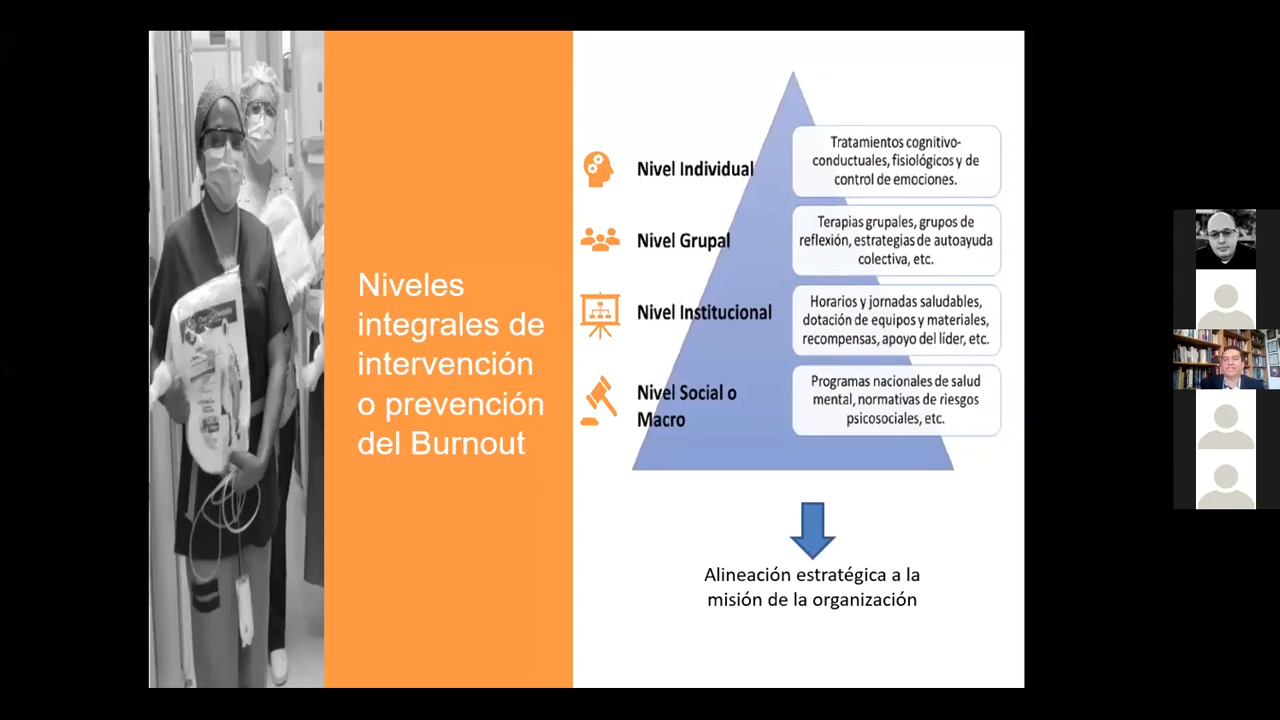 Niveles
integrales de
intervención
o prevención
del Burnout
Nivel Individual
Tratamientos cognitivo-
conductuales, fisiológicos y de
control de emociones.
Nivel Grupal
Terapias grupales, grupos de
reflexión, estrategias de autoayuda
colectiva, etc.
Nivel Institucional
Horarios y jornadas saludables,
dotación de equipos y materiales,
recompensas, apoyo del líder, etc.
Nivel Social o
Macro
Programas nacionales de salud
mental, normativas de riesgos
psicosociales, etc.
Alineación estratégica a la
misión de la organización